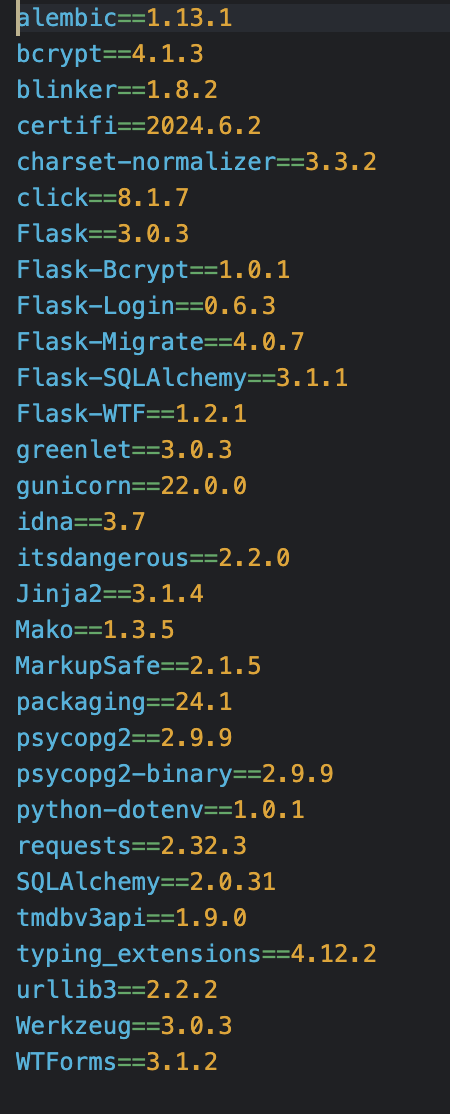 alembic==1.13.1
bcrypt==4.1.3
blinker==1.8.2
certifi==2024.6.2
charset-normalizer==3.3.2
click==8.1.7
Flask==3.0.3
Flask-Bcrypt==1.0.1
Flask-Login==0.6.3
Flask-Migrate==4.0.7
Flask-SQLAlchemy==3.1.1
Flask-WTF==1.2.1
greenlet==3.0.3
gunicorn==22.0.0
idna==3.7
itsdangerous==2.2.0
Jinja2==3.1.4
Mako==1.3.5
MarkupSafe==2.1.5
packaging==24.1
psycopg2==2.9.9
psycopg2-binary==2.9.9
python-dotenv==1.0.1
requests==2.32.3
SQLAlchemy==2.0.31
tmdbv3api==1.9.0
typing_extensions==4.12.2
urllib3==2.2.2
Werkzeug==3.0.3
WTForms==3.1.2